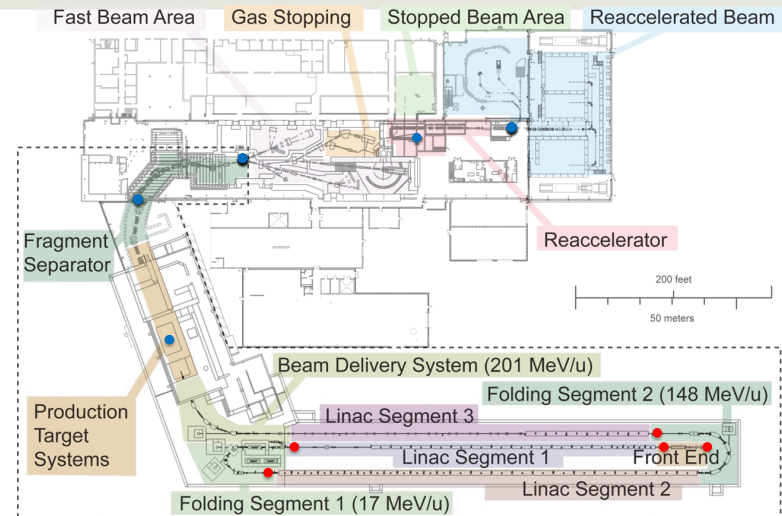 Fast Beam Area
Gas Stopping
Stopped Beam Area
Reaccelerated Beam
Fragment
Separator
Reaccelerator
200 feet
50 meters
Beam Delivery System (201 MeV/u)
Folding Segment 2 (148 MeV/u)
Production
Target
Systems
Linac Segment 3
Linac Segment 1
Front End
Linac Segment 2
Folding Segment 1 (17 MeV/u)